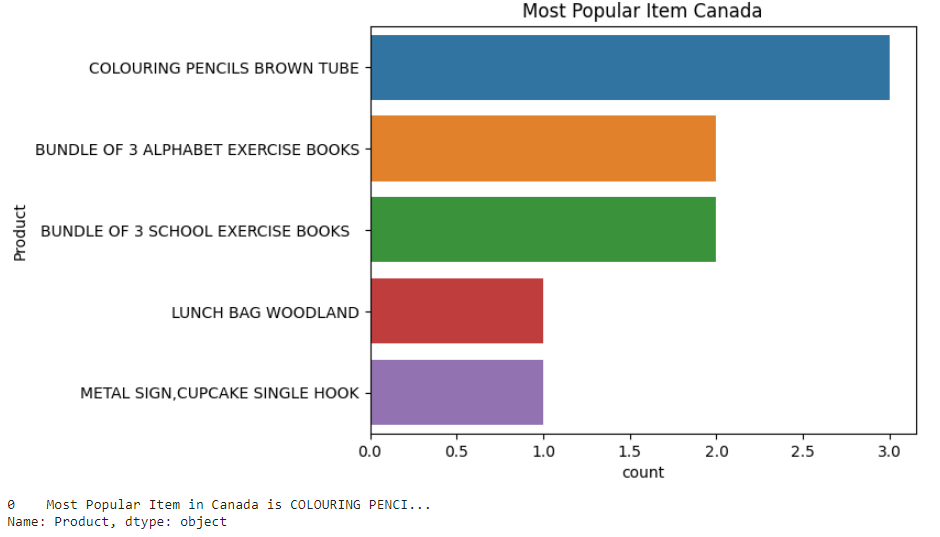 Most Popular Item Canada
COLOURING PENCILS BROWN TUBE
BUNDLE OF 3 ALPHABET EXERCISE BOOKS
BUNDLE OF 3 SCHOOL EXERCISE BOOKS
LUNCH BAG WOODLAND
METAL SIGN,CUPCAKE SINGLE HOOK
Product
0.0 0.5 1.0 1.5 2.0 2.5 3.0
count
0    Most Popular Item in Canada is COLOURING PENCI...
Name: Product, dtype: object